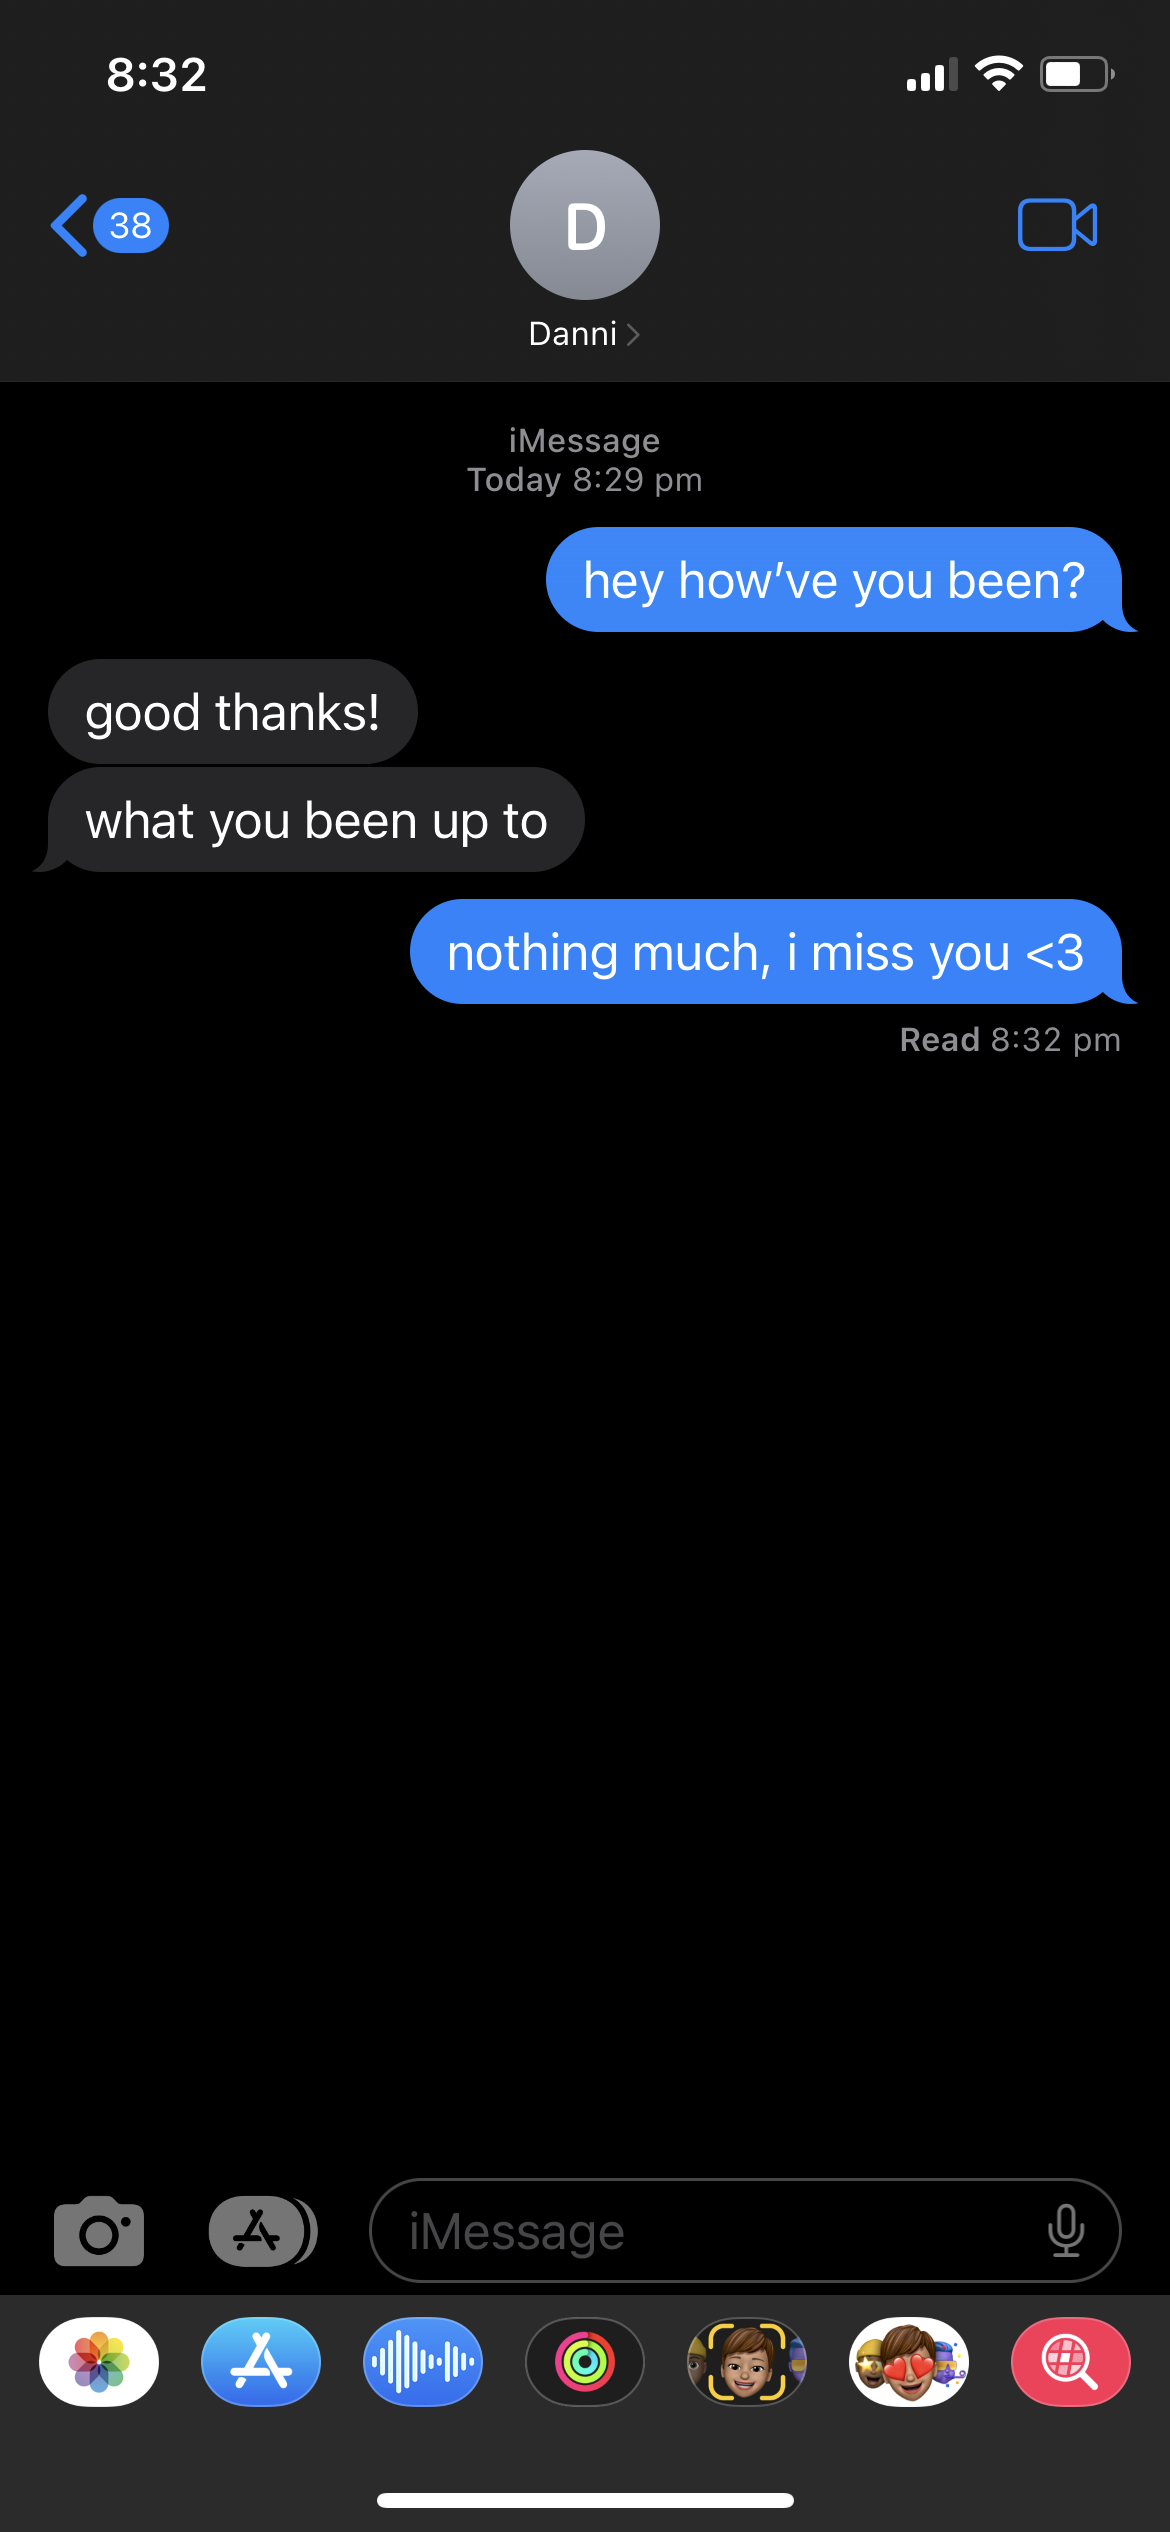 8:32
38
D
Danni
iMessage
Today 8:29 pm
hey how’ve you been?
good thanks!
what you been up to
nothing much, i miss you <3
Read 8:32 pm
iMessage